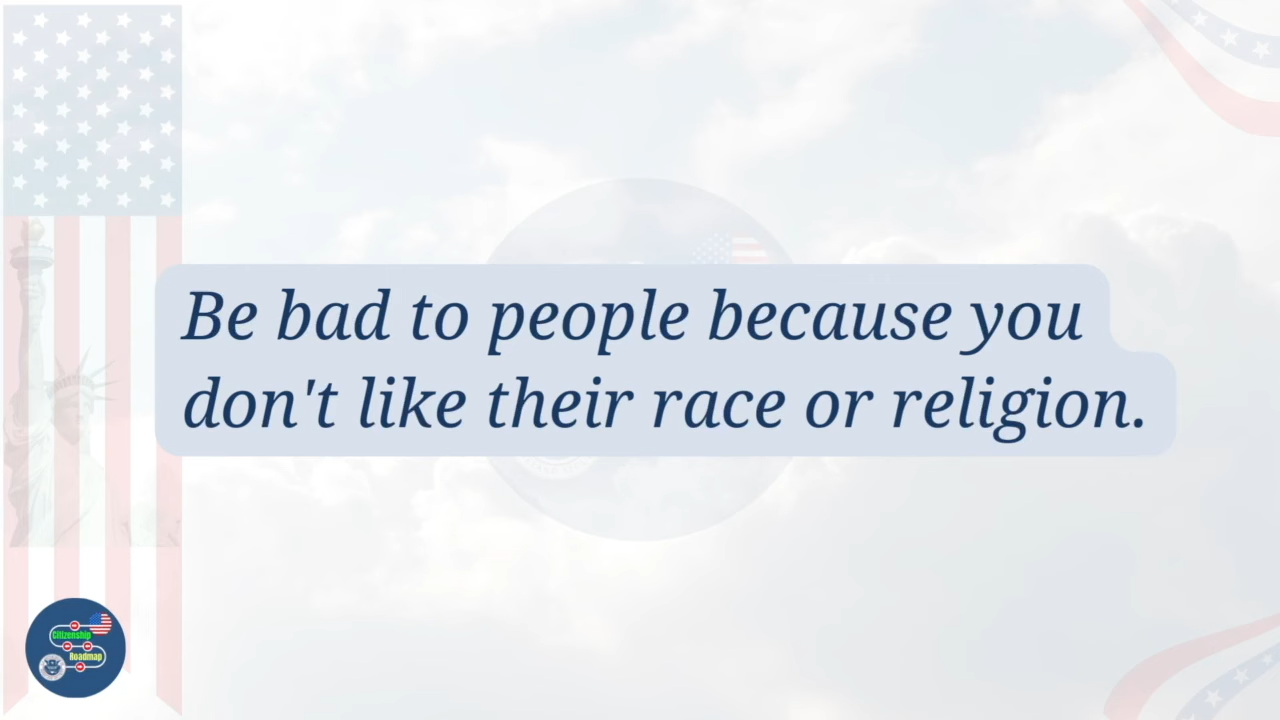 Be bad to people because you
don't like their race or religion.
Citizenship
Roadmap